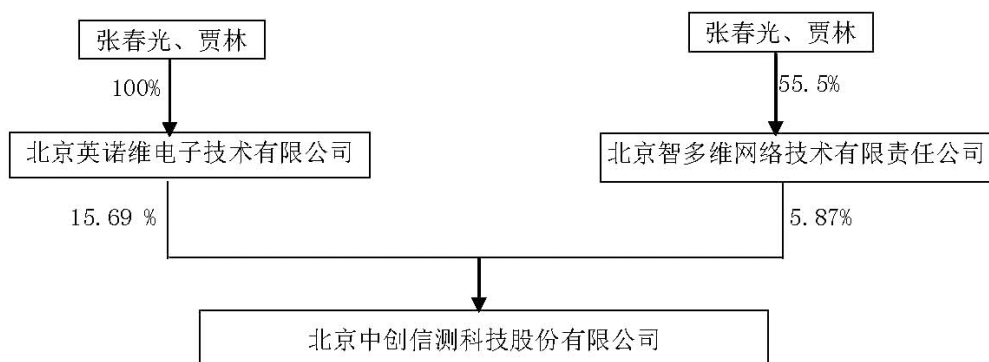 张春光、贾林
张春光、贾林
100%
55.5%
北京英诺维电子技术有限公司
北京智多维网络技术有限责任公司
15.69 %
5.87%
北京中创信测科技股份有限公司